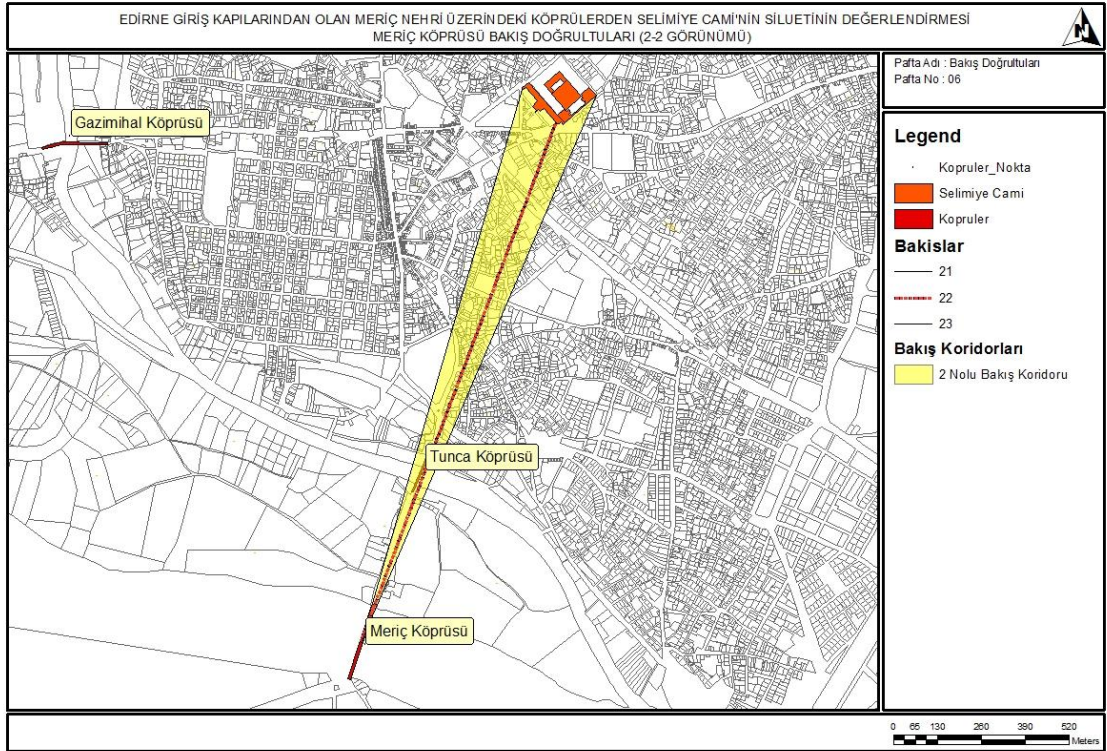 EDİRNE GİRİŞ KAPILARINDAN OLAN MERİÇ NEHRİ ÜZERİNDEKİ KÖPRÜLERDEN SELİMİYE CAMİ'NİN SİLUETİNİN DEĞERLENDİRMESİ
MERİÇ KÖPRÜSÜ BAKIŞ DOĞRULTULARI (2-2 GÖRÜNÜMÜ)
N
Pafta Adı : Bakış Doğrultuları
Pafta No : 06
Gazimihal Köprüsü
Tunca Köprüsü
Meriç Köprüsü
Legend
Kopruler_Nokta
Selimiye Cami
Kopruler
Bakislar
21
22
23
Bakış Koridorları
2 Nolu Bakış Koridoru
0 65 130 260 390 520
Meters